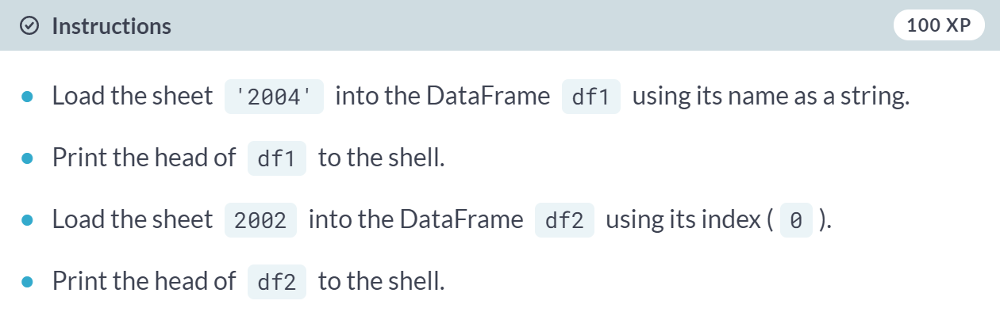 Instructions 100 XP
Load the sheet '2004' into the DataFrame df1 using its name as a string.
Print the head of df1 to the shell.
Load the sheet 2002 into the DataFrame df2 using its index ( 0 ).
Print the head of df2 to the shell.